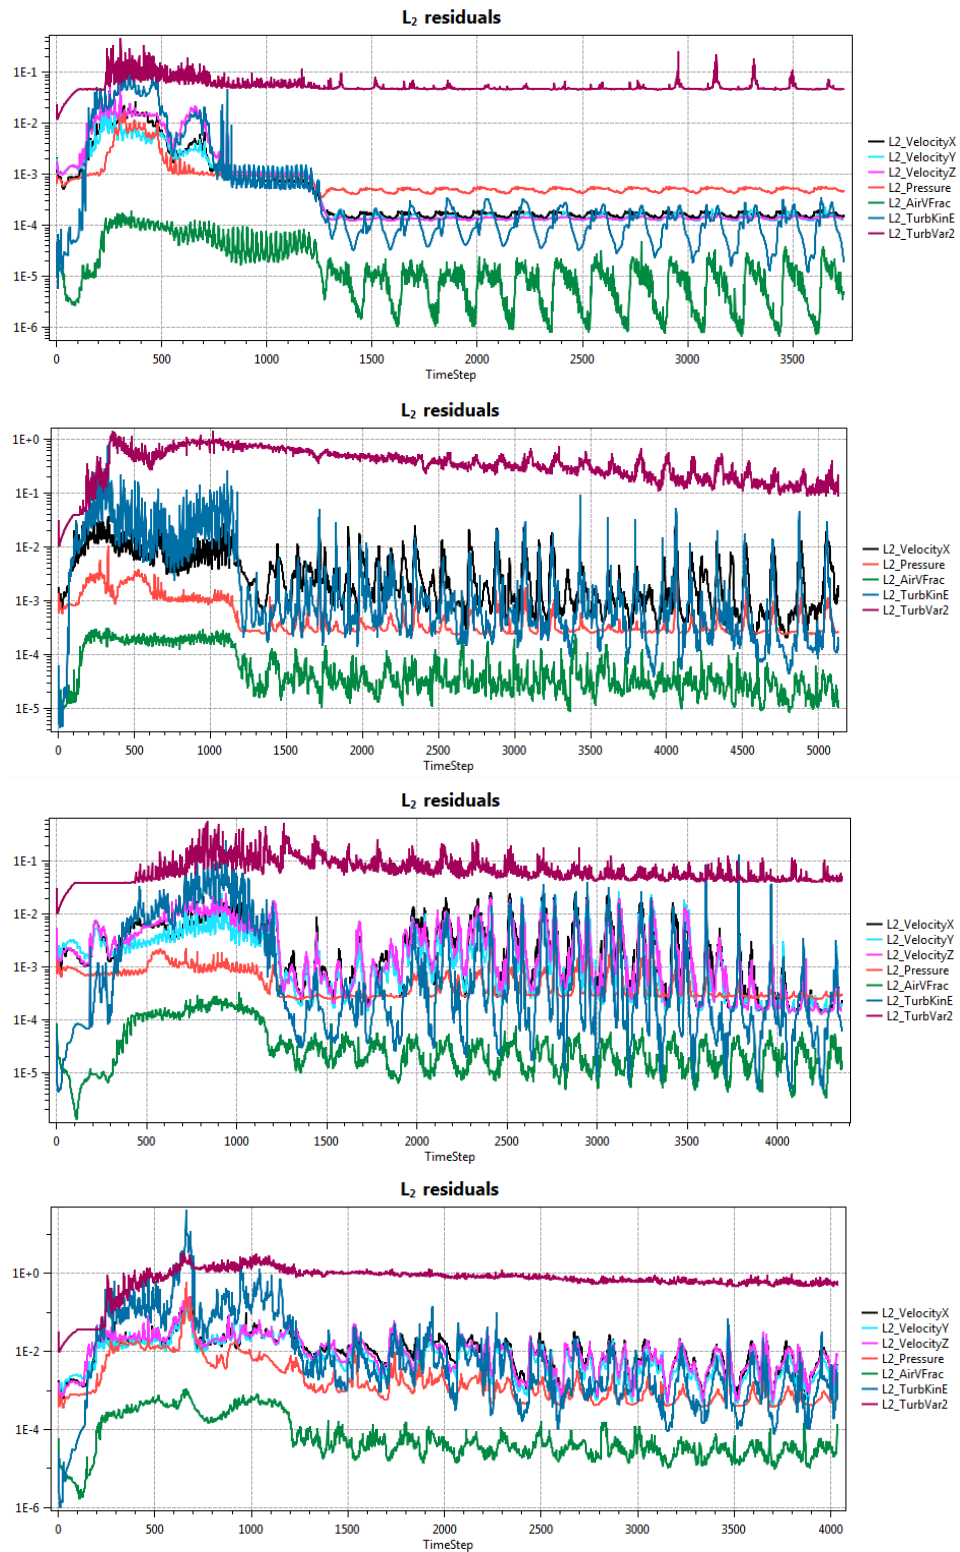 L₂ residuals
1E-1
1E-2
1E-3
1E-4
1E-5
1E-6
0 500 1000 1500 2000 2500 3000 3500
TimeStep
L2_VelocityX
L2_VelocityY
L2_VelocityZ
L2_Pressure
L2_AirVFrac
L2_TurbKinE
L2_TurbVar2
L₂ residuals
1E+0
1E-1
1E-2
1E-3
1E-4
1E-5
0 500 1000 1500 2000 2500 3000 3500 4000 4500 5000
TimeStep
L2_VelocityX
L2_Pressure
L2_AirVFrac
L2_TurbKinE
L2_TurbVar2
L₂ residuals
1E-1
1E-2
1E-3
1E-4
1E-5
0 500 1000 1500 2000 2500 3000 3500 4000
TimeStep
L2_VelocityX
L2_VelocityY
L2_VelocityZ
L2_Pressure
L2_AirVFrac
L2_TurbKinE
L2_TurbVar2
L₂ residuals
1E+0
1E-2
1E-4
1E-6
0 500 1000 1500 2000 2500 3000 3500 4000
TimeStep
L2_VelocityX
L2_VelocityY
L2_VelocityZ
L2_Pressure
L2_AirVFrac
L2_TurbKinE
L2_TurbVar2